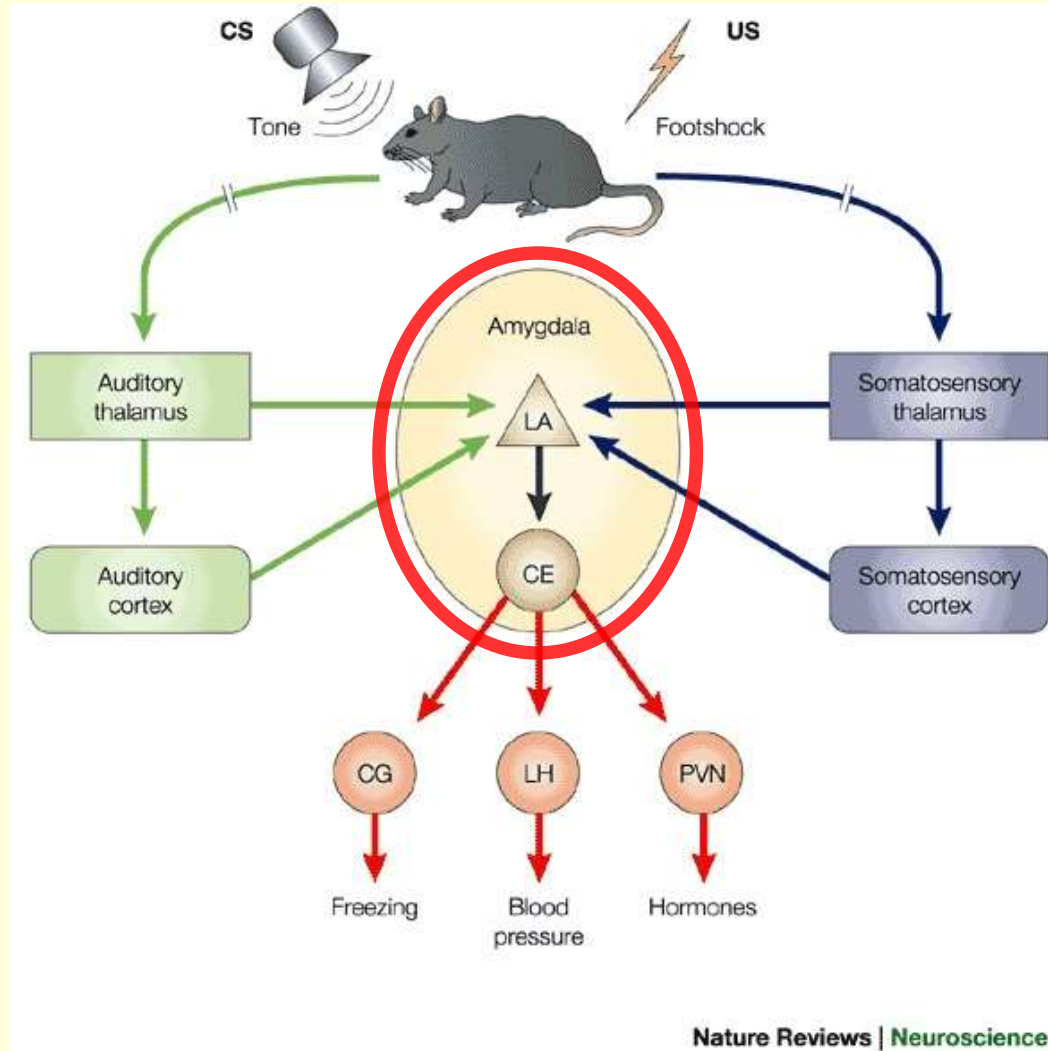 CS
US
Tone
Footshock
Amygdala
Auditory
thalamus
LA
Somatosensory
thalamus
Auditory
cortex
CE
Somatosensory
cortex
CG
LH
PVN
Freezing
Blood
pressure
Hormones
Nature Reviews | Neuroscience